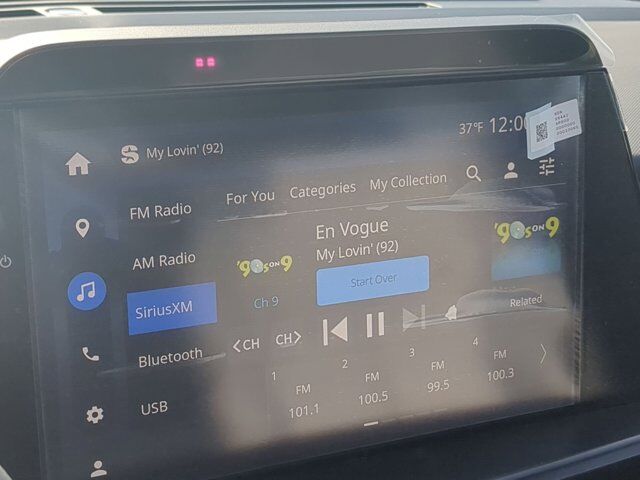 37°F 12:0
My Lovin' (92)
For You Categories My Collection
FM Radio
AM Radio
SiriusXM
Bluetooth
USB
En Vogue
My Lovin' (92)
'90s ON 9
Ch 9
Start Over
'90s ON 9
Related
<CH CH>
1 2 3 4
FM FM FM FM
101.1 100.5 99.5 100.3